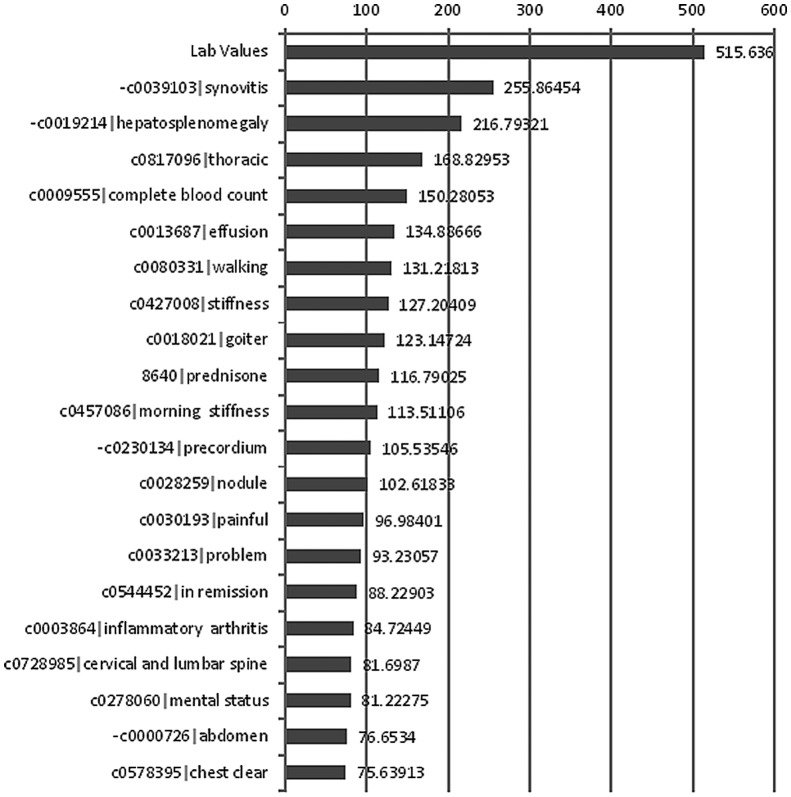 0 100 200 300 400 500 600
Lab Values 515.636
-c0039103|synovitis 255.86454
-c0019214|hepatosplenomegaly 216.79321
c0817096|thoracic 168.82953
c0009555|complete blood count 150.28053
c0013687|effusion 134.88666
c0080331|walking 131.21813
c0427008|stiffness 127.20409
c0018021|goiter 123.14724
8640|prednisone 116.79025
c0457086|morning stiffness 113.51106
-c0230134|precordium 105.53546
c0028259|nodule 102.61833
c0030193|painful 96.98401
c0033213|problem 93.23057
c0544452|in remission 88.22903
c0003864|inflammatory arthritis 84.72449
c0728985|cervical and lumbar spine 81.6987
c0278060|mental status 81.22275
-c0000726|abdomen 76.6534
c0578395|chest clear 75.63913